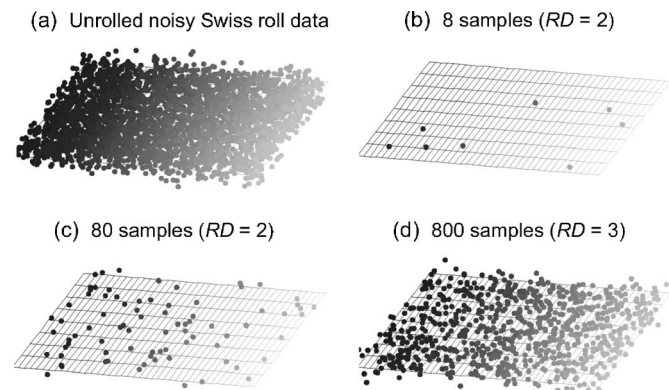 (a) Unrolled noisy Swiss roll data
(b) 8 samples (RD = 2)
(c) 80 samples (RD = 2)
(d) 800 samples (RD = 3)